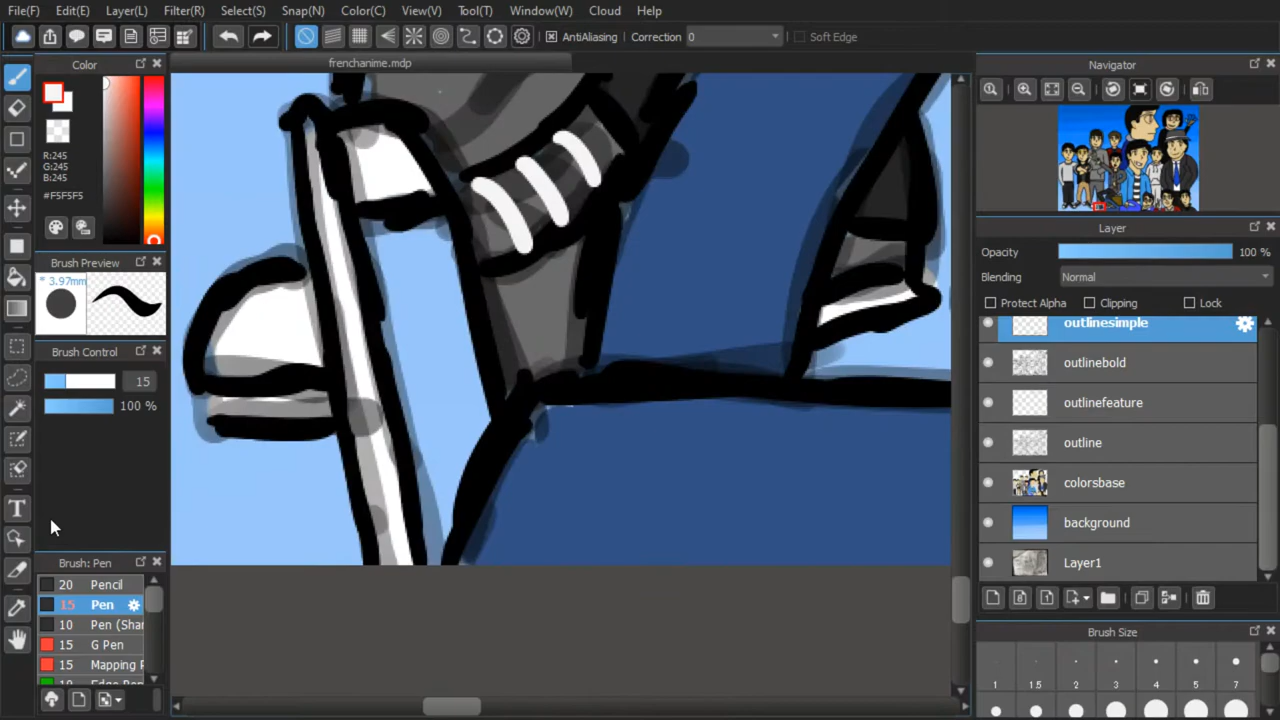 File(F) Edit(E) Layer(L) Filter(R) Select(S) Snap(N) Color(C) View(V) Tool(T) Window(W) Cloud Help
AntiAliasing Correction 0 Soft Edge
frenchanime.mdp
Color
R:245
G:245
B:245
#F5F5F5
Brush Preview
* 3.97mm
Brush Control
15
100 %
Brush: Pen
20 Pencil
15 Pen
10 Pen (Shar
15 G Pen
15 Mapping P
Navigator
Layer
Opacity 100 %
Blending Normal
Protect Alpha Clipping Lock
outlinesimple
outlinebold
outlinefeature
outline
colorsbase
background
Layer1
Brush Size
1 1.5 2 3 4 5 7